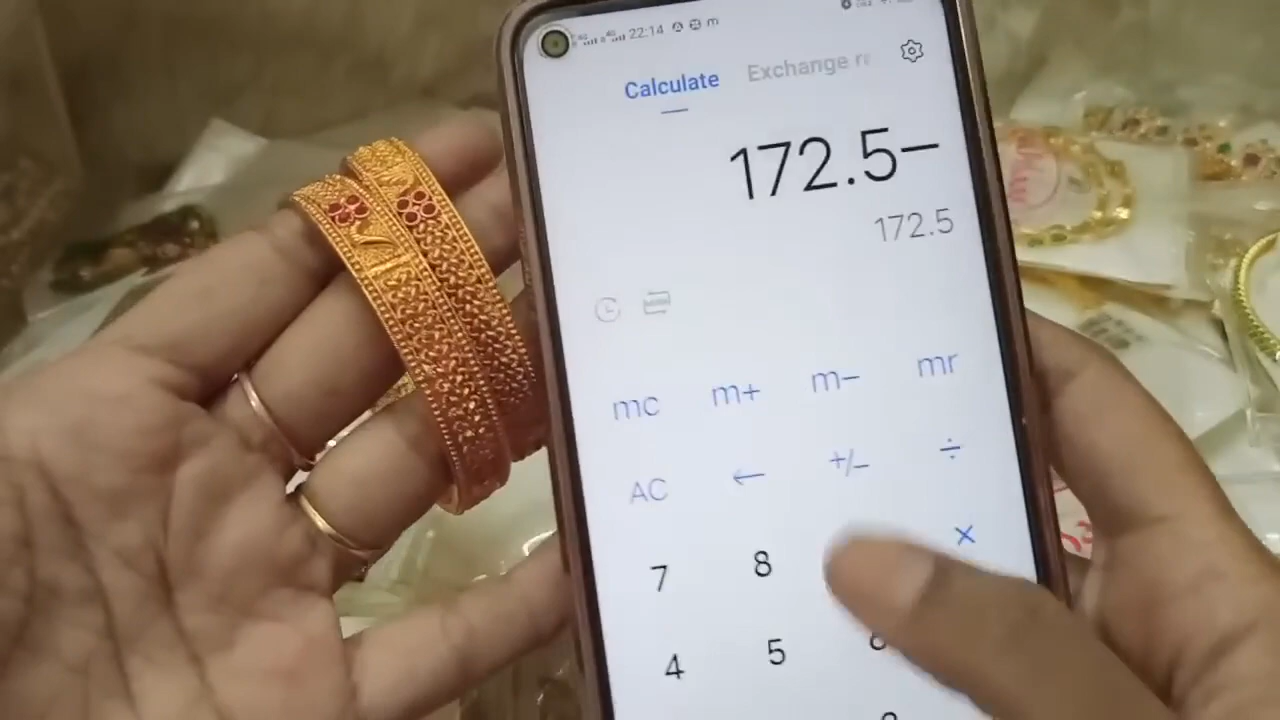 22:14 m
Calculate Exchange
172.5−
172.5
mc m+ m− mr
AC ← +/− ÷
7 8 ×
4 5